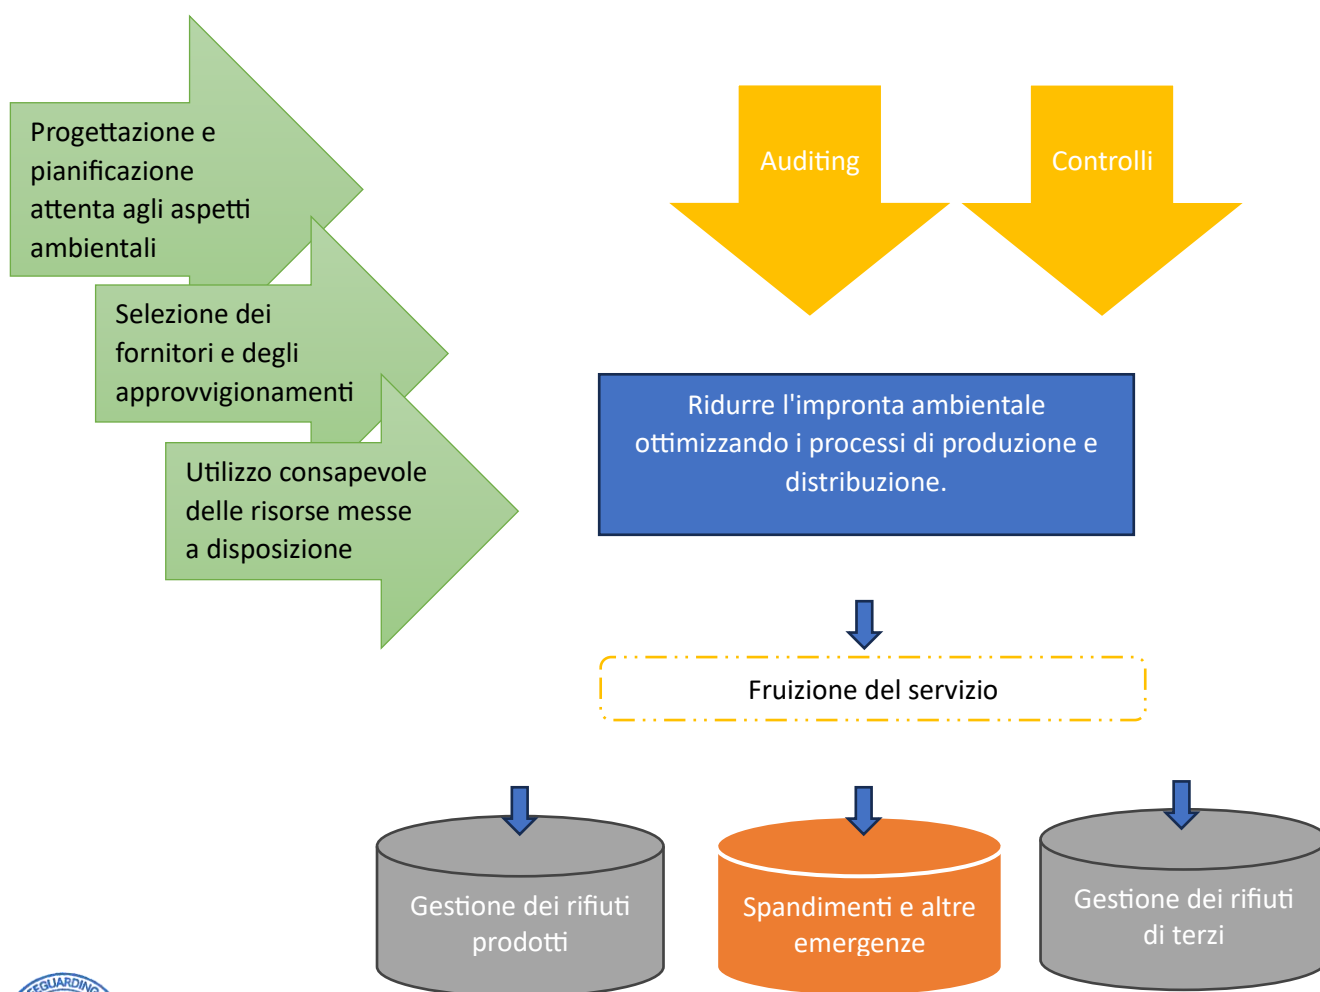 Progettazione e
pianificazione
attenta agli aspetti
ambientali
Selezione dei
fornitori e degli
approvvigionamenti
Utilizzo consapevole
delle risorse messe
a disposizione
Auditing
Controlli
Ridurre l'impronta ambientale
ottimizzando i processi di produzione e
distribuzione.
Fruizione del servizio
Gestione dei rifiuti
prodotti
Spandimenti e altre
emergenze
Gestione dei rifiuti
di terzi